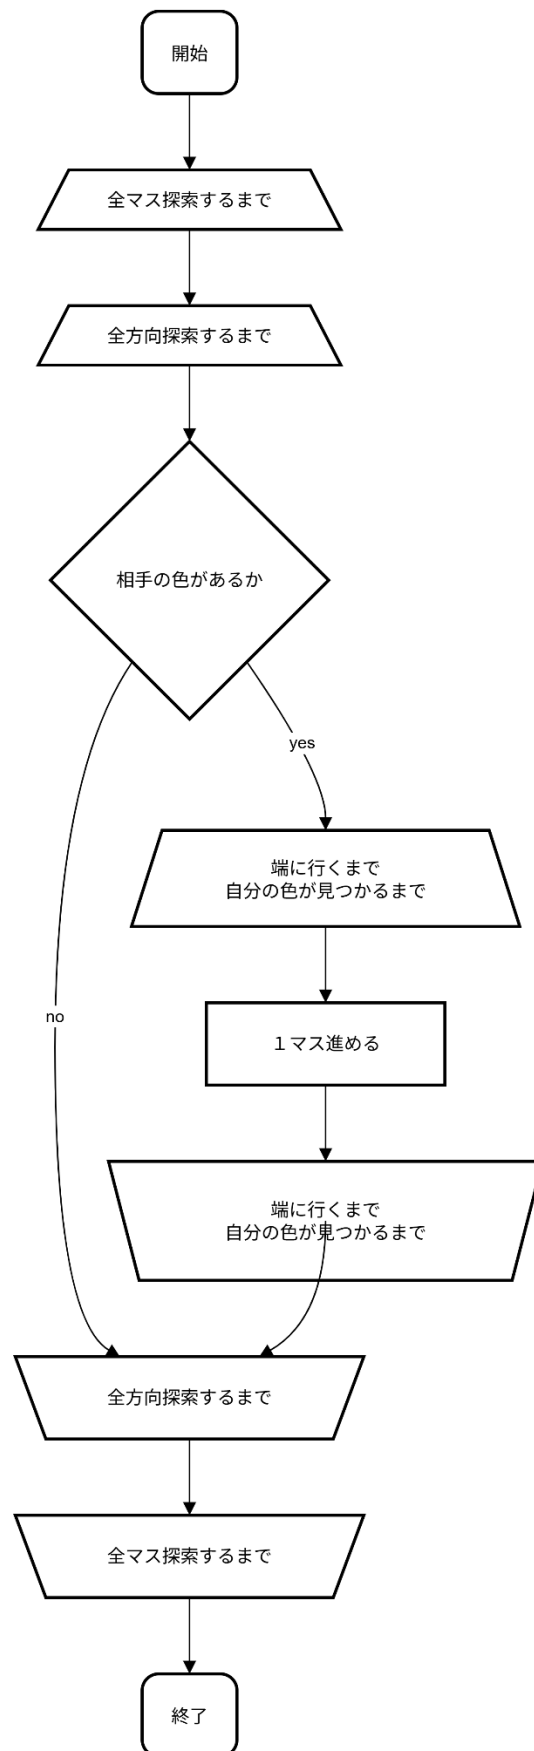 開始
全マス探索するまで
全方向探索するまで
相手の色があるか
yes
端に行くまで
自分の色が見つかるまで
no
１マス進める
端に行くまで
自分の色が見つかるまで
全方向探索するまで
全マス探索するまで
終了